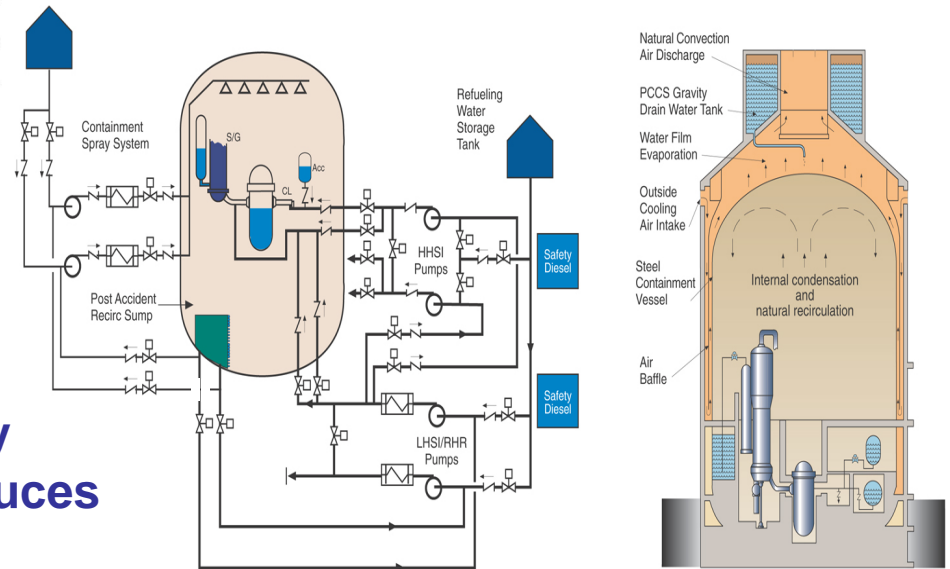 Containment
Spray System
S/G
Acc
CL
Refueling
Water
Storage
Tank
HHSI
Pumps
Safety
Diesel
Post Accident
Recirc Sump
Safety
Diesel
LHSI/RHR
Pumps
Natural Convection
Air Discharge
PCCS Gravity
Drain Water Tank
Water Film
Evaporation
Outside
Cooling
Air Intake
Steel
Containment
Vessel
Internal condensation
and
natural recirculation
Air
Baffle
y
uces